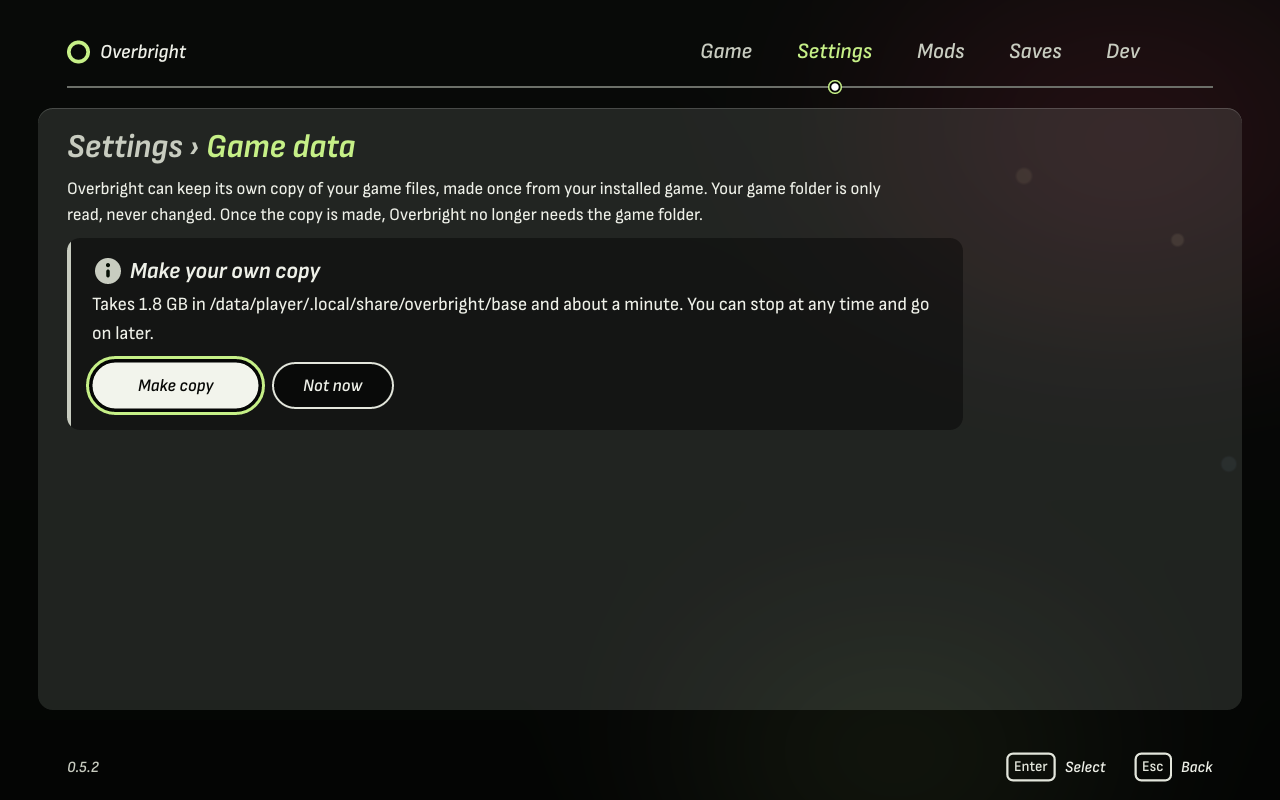 Overbright
Game
Settings
Mods
Saves
Dev
Settings › Game data
Overbright can keep its own copy of your game files, made once from your installed game. Your game folder is only
read, never changed. Once the copy is made, Overbright no longer needs the game folder.
Make your own copy
Takes 1.8 GB in /data/player/.local/share/overbright/base and about a minute. You can stop at any time and go
on later.
Make copy
Not now
0.5.2
Enter Select
Esc Back